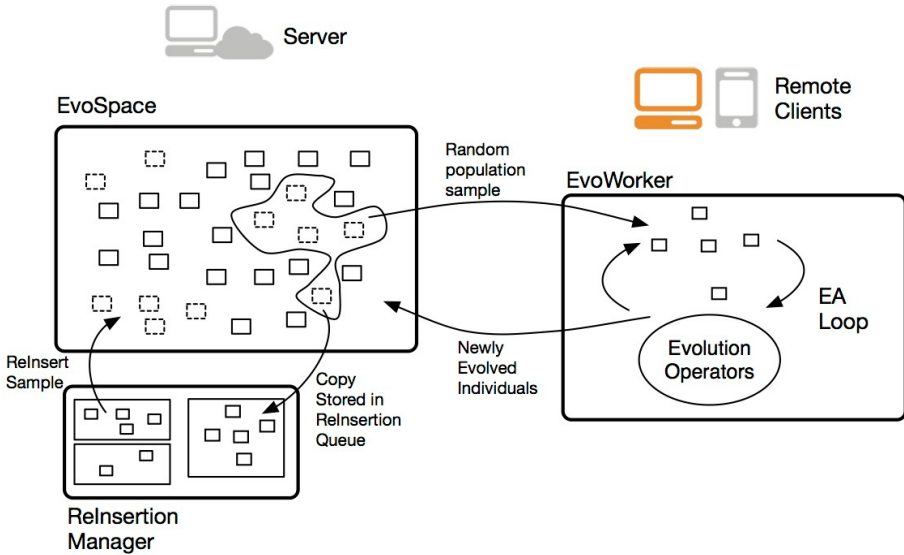 Server
Remote
Clients
EvoSpace
Random
population
sample
EvoWorker
EA
Loop
Evolution
Operators
Newly
Evolved
Individuals
ReInsert
Sample
Copy
Stored in
ReInsertion
Queue
ReInsertion
Manager